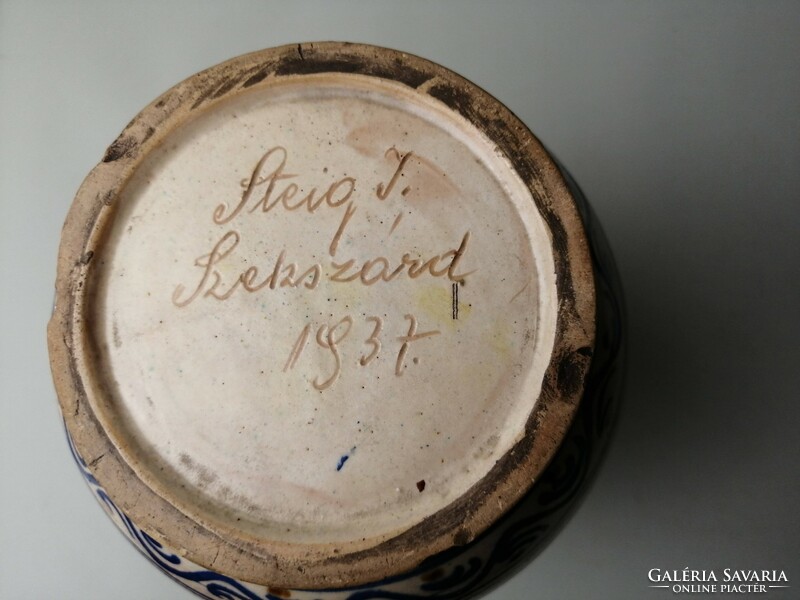 Steig J.
Szekszárd
1937.
GALÉRIA SAVARIA
ONLINE PIACTÉR